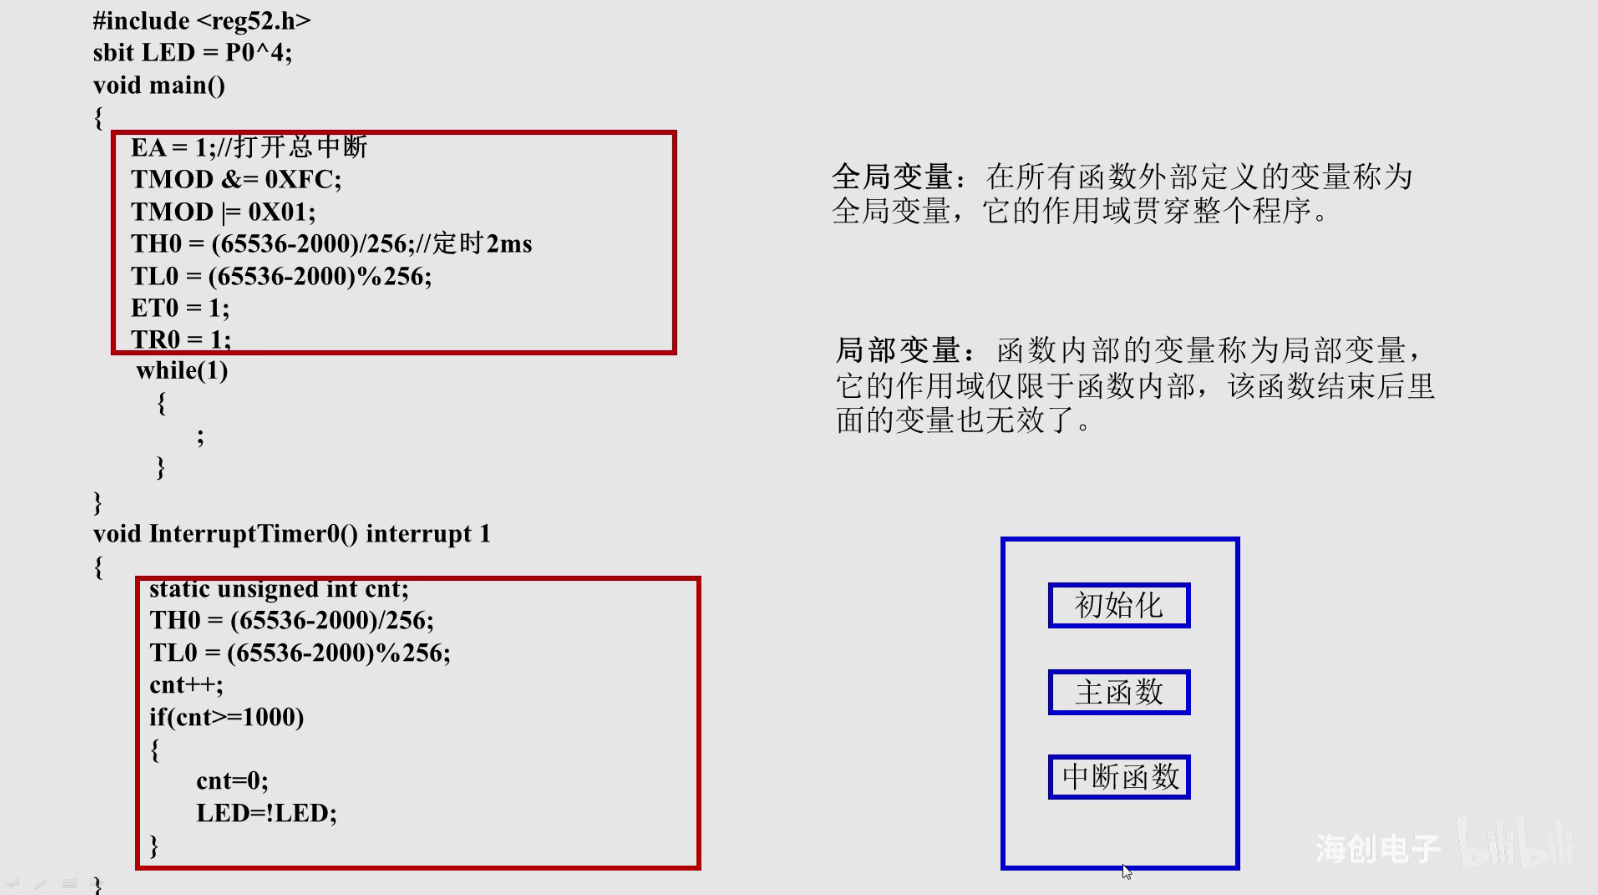 #include <reg52.h>
sbit LED = P0^4;
void main()
{
EA = 1;//打开总中断
TMOD &= 0XFC;
TMOD |= 0X01;
TH0 = (65536-2000)/256;//定时2ms
TL0 = (65536-2000)%256;
ET0 = 1;
TR0 = 1;
while(1)
{
;
}
}
void InterruptTimer0() interrupt 1
{
static unsigned int cnt;
TH0 = (65536-2000)/256;
TL0 = (65536-2000)%256;
cnt++;
if(cnt>=1000)
{
cnt=0;
LED=!LED;
}
}
全局变量：在所有函数外部定义的变量称为
全局变量，它的作用域贯穿整个程序。
局部变量：函数内部的变量称为局部变量，
它的作用域仅限于函数内部，该函数结束后里
面的变量也无效了。
初始化
主函数
中断函数
海创电子 bilibili